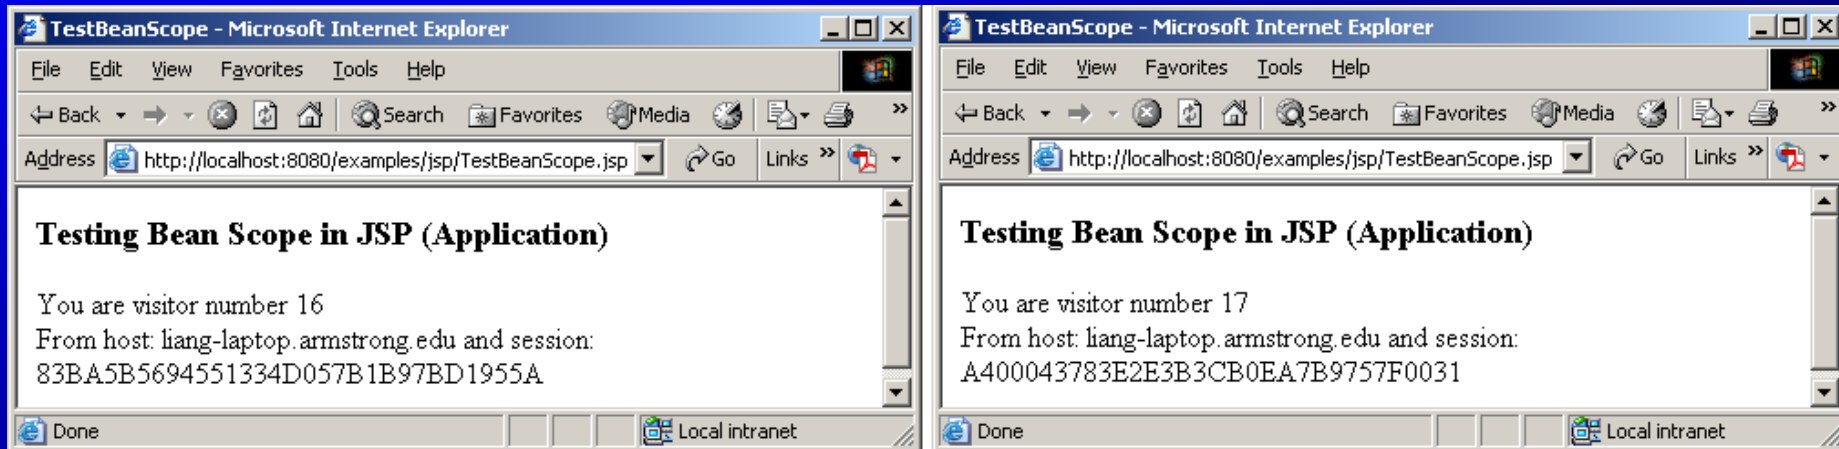 TestBeanScope - Microsoft Internet Explorer
File Edit View Favorites Tools Help
Back Search Favorites Media »
Address http://localhost:8080/examples/jsp/TestBeanScope.jsp Go Links »
Testing Bean Scope in JSP (Application)
You are visitor number 16
From host: liang-laptop.armstrong.edu and session:
83BA5B5694551334D057B1B97BD1955A
Done Local intranet
TestBeanScope - Microsoft Internet Explorer
File Edit View Favorites Tools Help
Back Search Favorites Media »
Address http://localhost:8080/examples/jsp/TestBeanScope.jsp Go Links »
Testing Bean Scope in JSP (Application)
You are visitor number 17
From host: liang-laptop.armstrong.edu and session:
A400043783E2E3B3CB0EA7B9757F0031
Done Local intranet